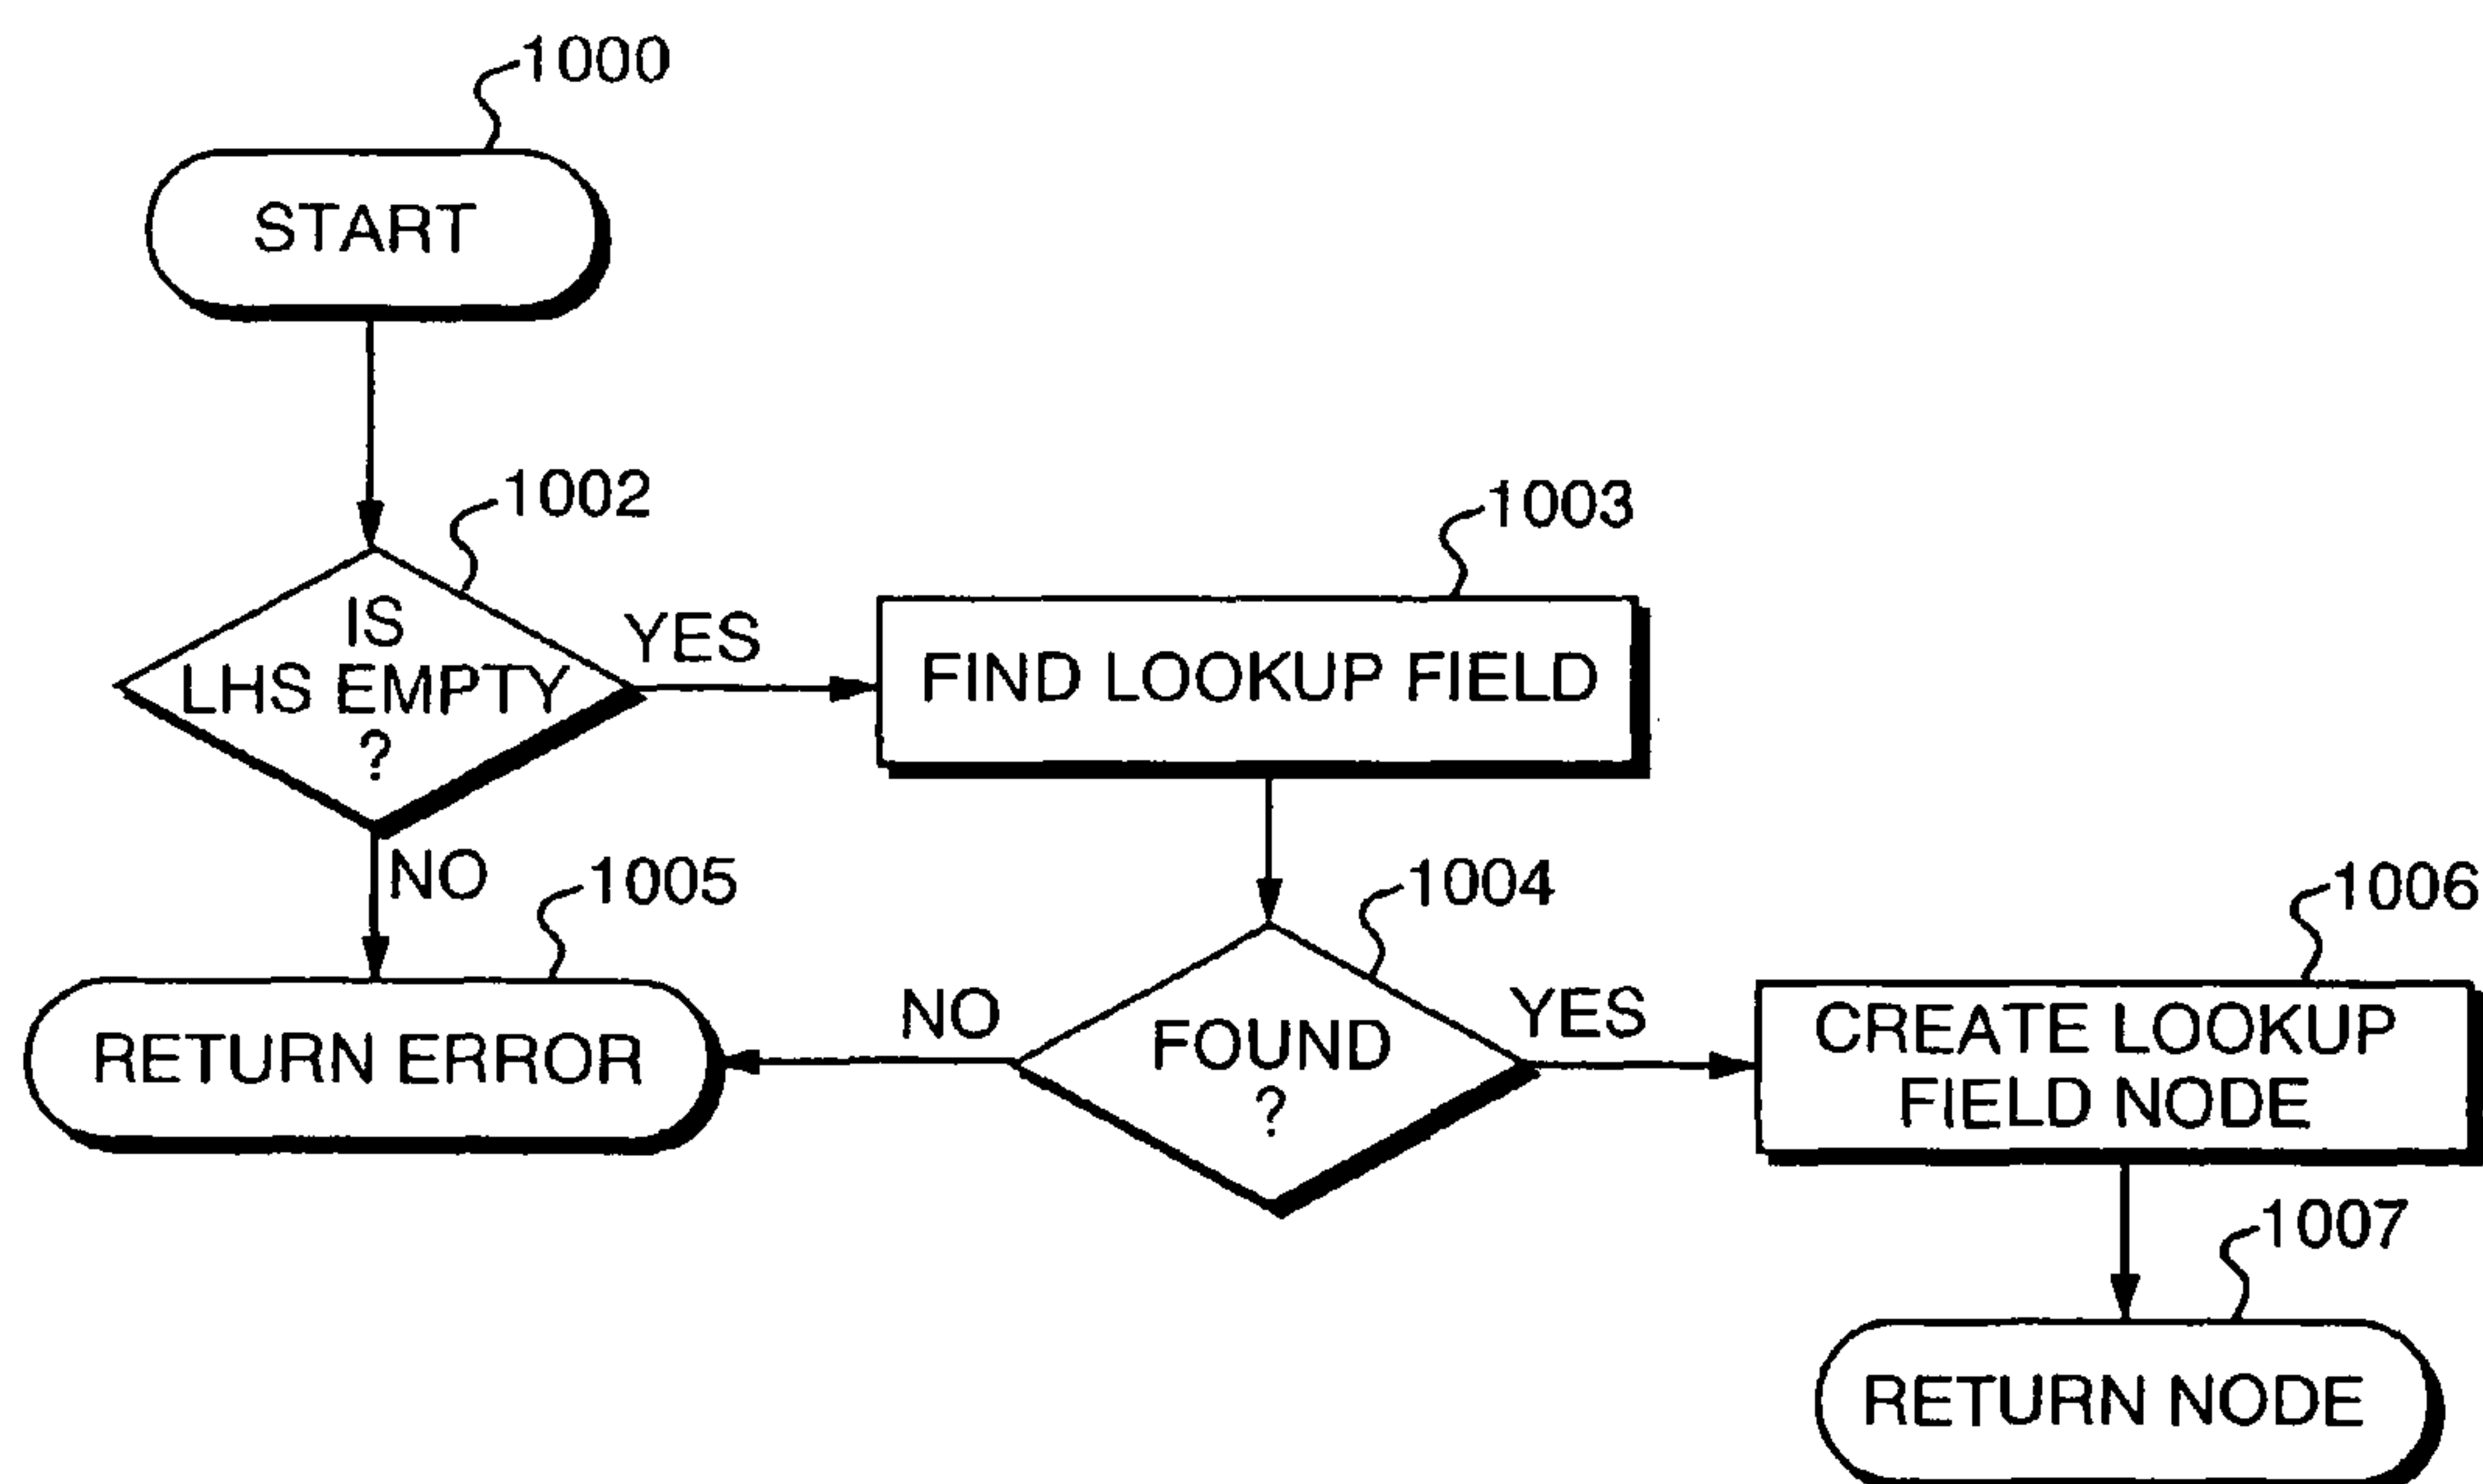 1000
START
1002
IS
LHS EMPTY
?
YES
1003
FIND LOOKUP FIELD
NO
1005
RETURN ERROR
1004
FOUND
?
NO
YES
1006
CREATE LOOKUP
FIELD NODE
1007
RETURN NODE